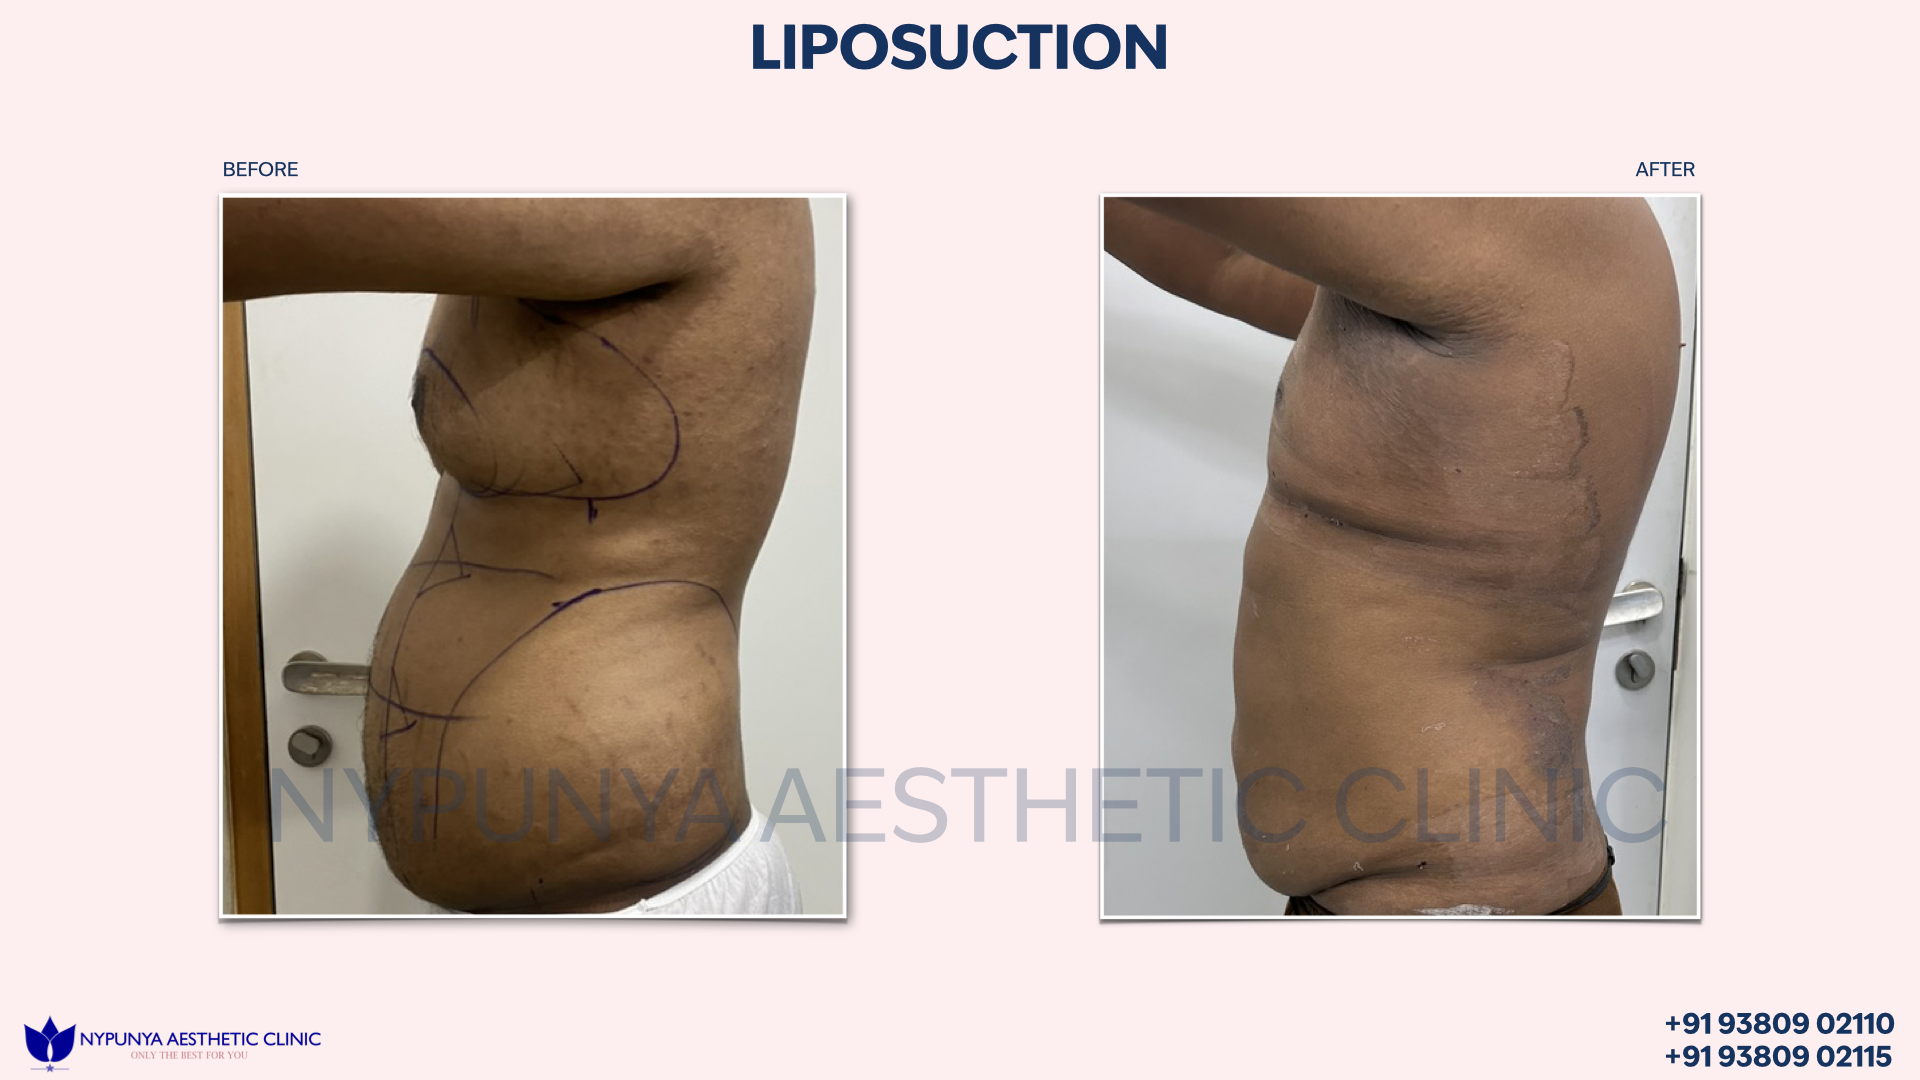 LIPOSUCTION
BEFORE
AFTER
NYPUNYA AESTHETIC CLINIC
NYPUNYA AESTHETIC CLINIC
ONLY THE BEST FOR YOU
+91 93809 02110
+91 93809 02115